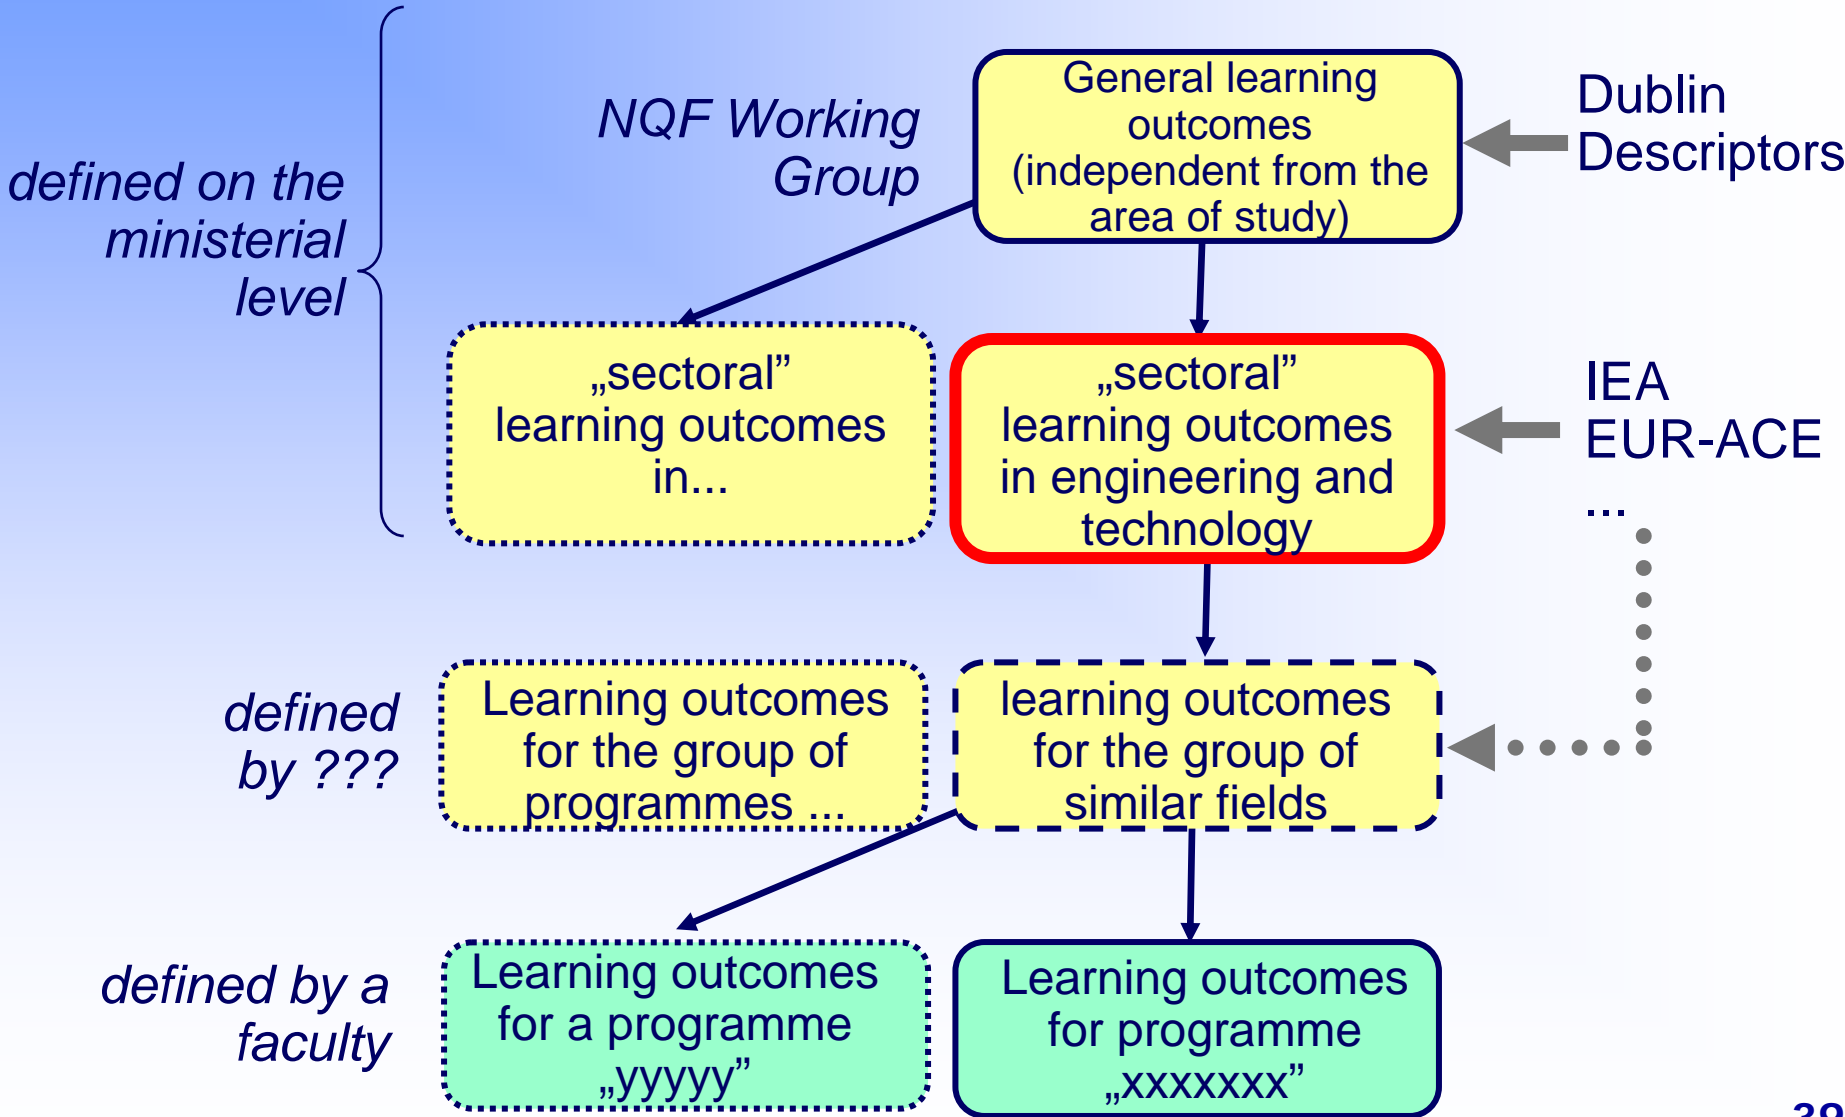 General learning
outcomes
(independent from the
area of study)
NQF Working
Group
Dublin
Descriptors
defined on the
ministerial
level
„sectoral”
learning outcomes
in...
„sectoral”
learning outcomes
in engineering and
technology
IEA
EUR-ACE
...
defined
by ???
Learning outcomes
for the group of
programmes ...
learning outcomes
for the group of
similar fields
defined by a
faculty
Learning outcomes
for a programme
„yyyyy”
Learning outcomes
for programme
„xxxxxxx”
39